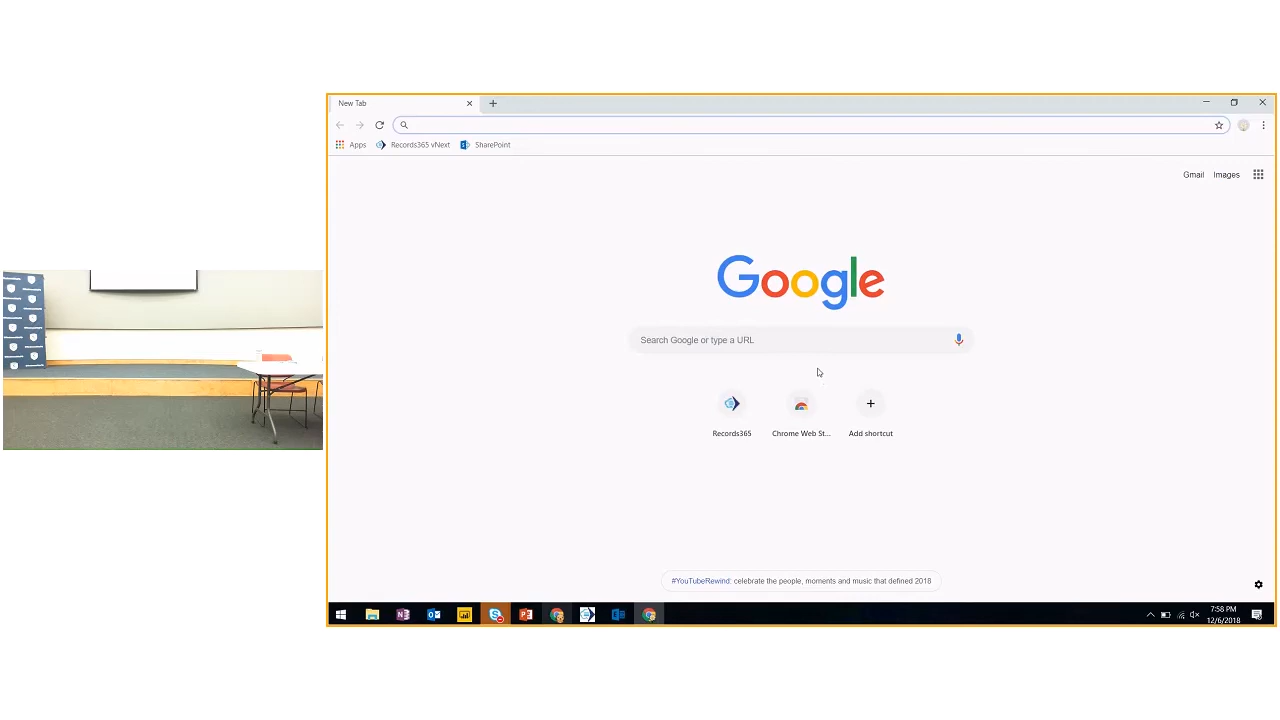 New Tab
Apps Records365 vNext SharePoint
Gmail Images
Google
Search Google or type a URL
Records365 Chrome Web St... Add shortcut
#YouTubeRewind: celebrate the people, moments and music that defined 2018
7:58 PM
12/6/2018